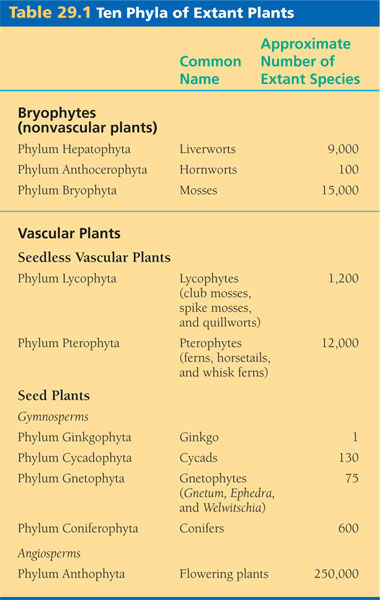 Table 29.1 Ten Phyla of Extant Plants
Common Name
Approximate Number of Extant Species
Bryophytes
(nonvascular plants)
Phylum Hepatophyta Liverworts 9,000
Phylum Anthocerophyta Hornworts 100
Phylum Bryophyta Mosses 15,000
Vascular Plants
Seedless Vascular Plants
Phylum Lycophyta Lycophytes 1,200
(club mosses,
spike mosses,
and quillworts)
Phylum Pterophyta Pterophytes 12,000
(ferns, horsetails,
and whisk ferns)
Seed Plants
Gymnosperms
Phylum Ginkgophyta Ginkgo 1
Phylum Cycadophyta Cycads 130
Phylum Gnetophyta Gnetophytes 75
(Gnetum, Ephedra,
and Welwitschia)
Phylum Coniferophyta Conifers 600
Angiosperms
Phylum Anthophyta Flowering plants 250,000